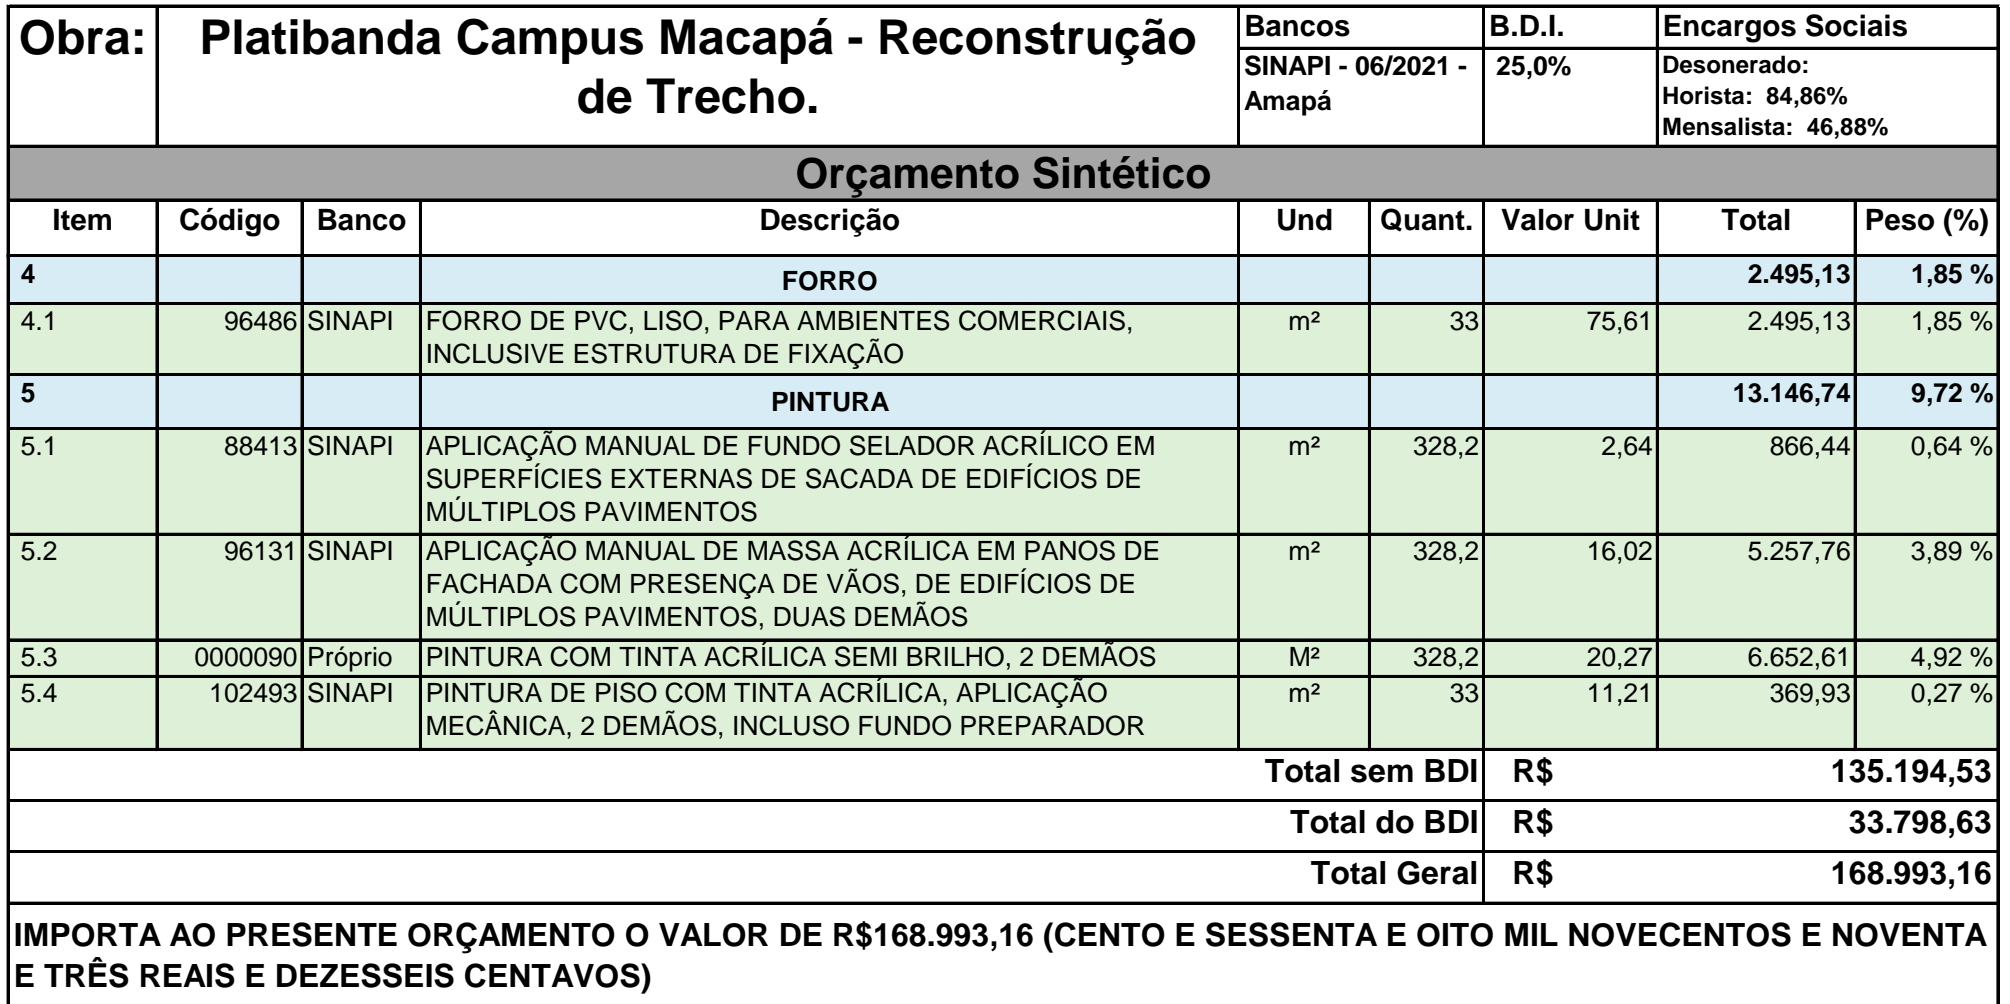 Obra: Platibanda Campus Macapá - Reconstrução
de Trecho.
Bancos B.D.I. Encargos Sociais
SINAPI - 06/2021 - 25,0% Desonerado:
Amapá Horista: 84,86%
Mensalista: 46,88%
Orçamento Sintético
Item Código Banco Descrição Und Quant. Valor Unit Total Peso (%)
4 FORRO 2.495,13 1,85 %
4.1 96486 SINAPI FORRO DE PVC, LISO, PARA AMBIENTES COMERCIAIS, m² 33 75,61 2.495,13 1,85 %
INCLUSIVE ESTRUTURA DE FIXAÇÃO
5 PINTURA 13.146,74 9,72 %
5.1 88413 SINAPI APLICAÇÃO MANUAL DE FUNDO SELADOR ACRÍLICO EM m² 328,2 2,64 866,44 0,64 %
SUPERFÍCIES EXTERNAS DE SACADA DE EDIFÍCIOS DE
MÚLTIPLOS PAVIMENTOS
5.2 96131 SINAPI APLICAÇÃO MANUAL DE MASSA ACRÍLICA EM PANOS DE m² 328,2 16,02 5.257,76 3,89 %
FACHADA COM PRESENÇA DE VÃOS, DE EDIFÍCIOS DE
MÚLTIPLOS PAVIMENTOS, DUAS DEMÃOS
5.3 0000090 Próprio PINTURA COM TINTA ACRÍLICA SEMI BRILHO, 2 DEMÃOS M² 328,2 20,27 6.652,61 4,92 %
5.4 102493 SINAPI PINTURA DE PISO COM TINTA ACRÍLICA, APLICAÇÃO m² 33 11,21 369,93 0,27 %
MECÂNICA, 2 DEMÃOS, INCLUSO FUNDO PREPARADOR
Total sem BDI R$ 135.194,53
Total do BDI R$ 33.798,63
Total Geral R$ 168.993,16
IMPORTA AO PRESENTE ORÇAMENTO O VALOR DE R$168.993,16 (CENTO E SESSENTA E OITO MIL NOVECENTOS E NOVENTA
E TRÊS REAIS E DEZESSEIS CENTAVOS)